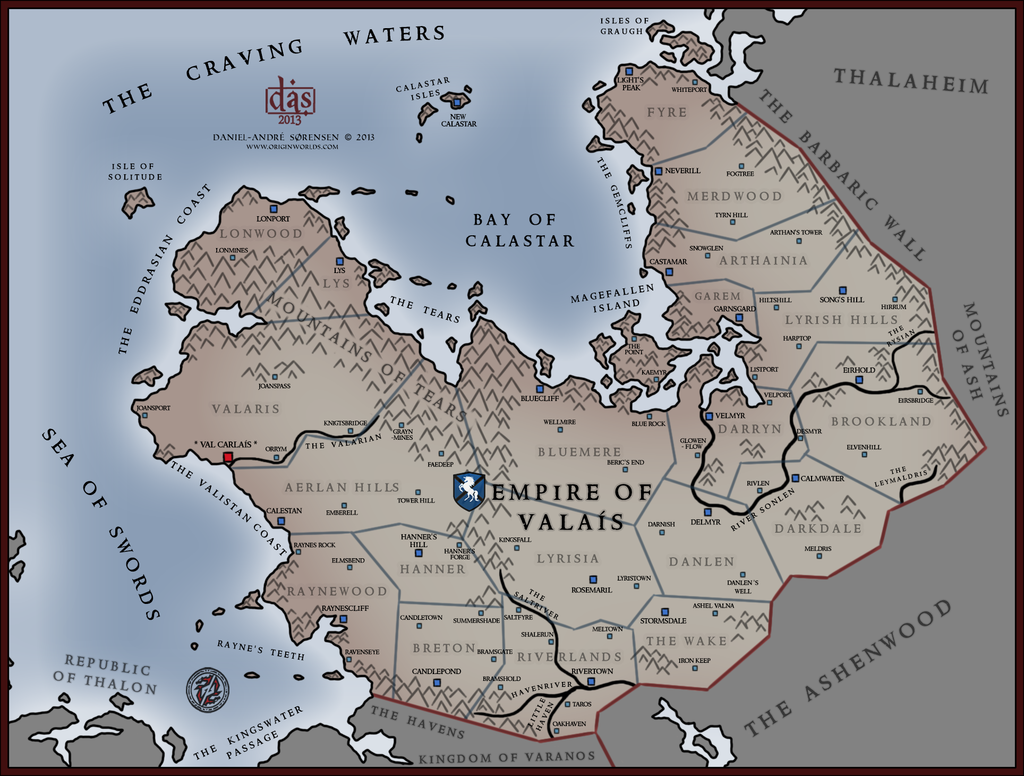 ISLES OF
GRAUGH
THE CRAVING WATERS
THALAHEIM
LIGHT'S
PEAK
WHITEPORT
FYRE
CALASTAR
ISLES
NEW
CALASTAR
das
2013
DANIEL-ANDRÉ SØRENSEN © 2013
WWW.ORIGINWORLDS.COM
THE BARBARIC WALL
ISLE OF
SOLITUDE
NEVERILL
FOGTREE
MERDWOOD
TYRN HILL
THE GEMCLIFFS
THE EDDRASIAN COAST
LONPORT
LONWOOD
LONMINES
LYS
LYS
BAY OF
CALASTAR
ARTHAN'S TOWER
SNOWGLEN
CASTAMAR
ARTHAINIA
GAREM
GARNSGARD
HILTSHILL
SONG'S HILL
HIRRUM
LYRISH HILLS
MAGEFALLEN
ISLAND
THE TEARS
MOUNTAINS OF TEARS
MOUNTAINS
OF ASH
THE
RYSIAN
HARPTOP
THE
POINT
KAEMYR
LISTPORT
EIRHOLD
EIRSBRIDGE
JOANSPASS
JOANSPORT
VALARIS
BLUECLIFF
VELPORT
BLUE ROCK
VELMYR
DARRYN
BROOKLAND
KNIGTSBRIDGE
THE VALARIAN
GRAYN
-MINES
WELLMIRE
DESMYR
* VAL CARLAÍS *
ORRYM
GLOWEN
- FLOW
ELVENHILL
BLUEMERE
BERIC'S END
FAEDEEP
SEA OF SWORDS
THE VALISTAN COAST
AERLAN HILLS
TOWER HILL
EMBERELL
EMPIRE OF
VALAÍS
RIVLEN
CALMWATER
THE
LEYMALDRIS
RIVER SONLEN
CALESTAN
DELMYR
DARNISH
DARKDALE
MELDRIS
RAYNES ROCK
HANNER'S
HILL
HANNER'S
FORGE
HANNER
KINGSFALL
LYRISIA
ELMSBEND
DANLEN
DANLEN´S
WELL
RAYNEWOOD
RAYNESCLIFF
ROSEMARIL
LYRISTOWN
THE
SALTRIVER
CANDLETOWN
SUMMERSHADE
SALTFYRE
STORMSDALE
ASHEL VALNA
THE WAKE
IRON KEEP
SHALERUN
MELTOWN
RAVENSEYE
BRETON
BRAMSGATE
RIVERLANDS
THE ASHENWOOD
RAYNE'S TEETH
REPUBLIC
OF THALON
CANDLEPOND
BRAMSHOLD
HAVENRIVER
RIVERTOWN
LITTLE
HAVEN
TAROS
OAKHAVEN
THE KINGSWATER
PASSAGE
THE HAVENS
KINGDOM OF VARANOS